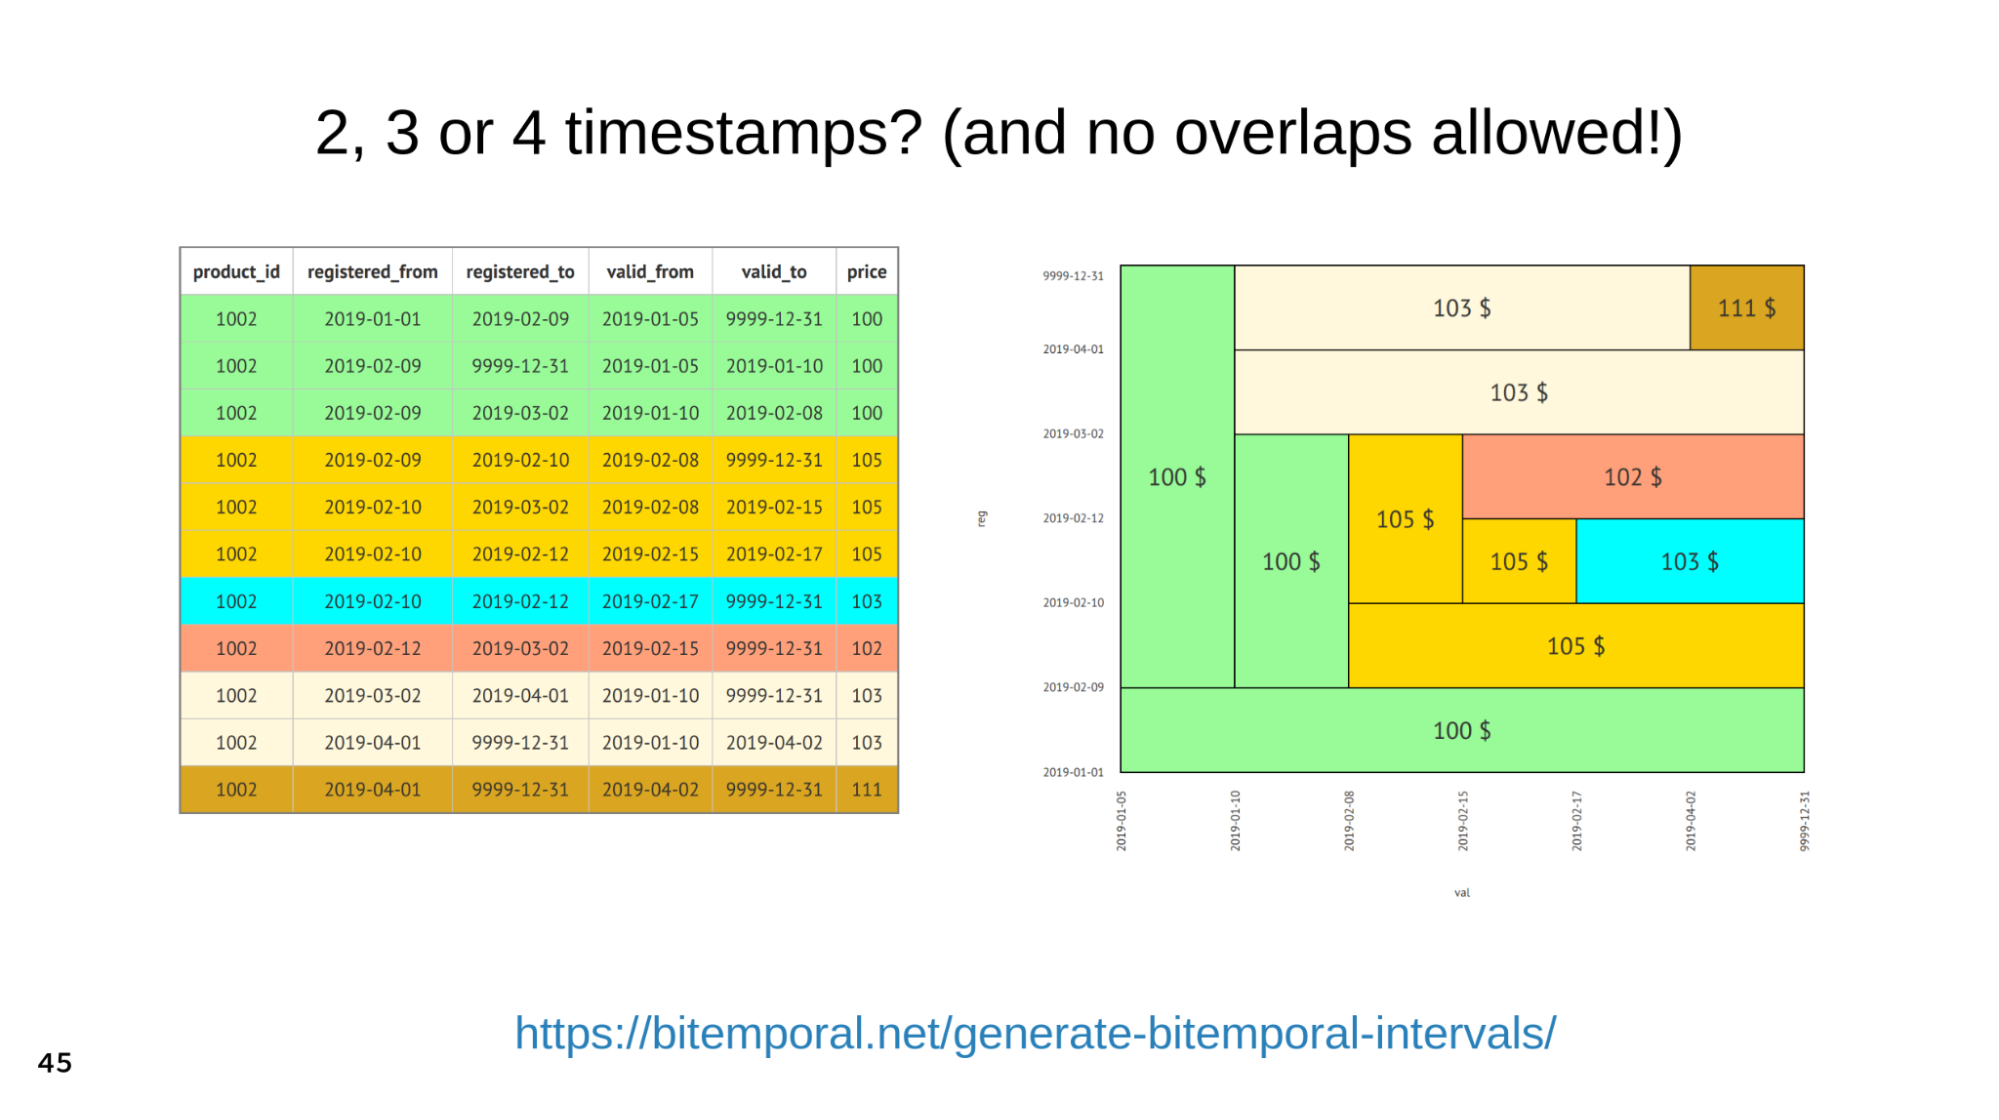 2, 3 or 4 timestamps? (and no overlaps allowed!)
product_id registered_from registered_to valid_from valid_to price
1002 2019-01-01 2019-02-09 2019-01-05 9999-12-31 100
1002 2019-02-09 9999-12-31 2019-01-05 2019-01-10 100
1002 2019-02-09 2019-03-02 2019-01-10 2019-02-08 100
1002 2019-02-09 2019-02-10 2019-02-08 9999-12-31 105
1002 2019-02-10 2019-03-02 2019-02-08 2019-02-15 105
1002 2019-02-10 2019-02-12 2019-02-15 2019-02-17 105
1002 2019-02-10 2019-02-12 2019-02-17 9999-12-31 103
1002 2019-02-12 2019-03-02 2019-02-15 9999-12-31 102
1002 2019-03-02 2019-04-01 2019-01-10 9999-12-31 103
1002 2019-04-01 9999-12-31 2019-01-10 2019-04-02 103
1002 2019-04-01 9999-12-31 2019-04-02 9999-12-31 111
reg
9999-12-31
103 $ 111 $
2019-04-01
103 $
2019-03-02
100 $ 102 $
2019-02-12
105 $
100 $ 105 $ 103 $
2019-02-10
105 $
2019-02-09
100 $
2019-01-01
2019-01-05 2019-01-10 2019-02-08 2019-02-15 2019-02-17 2019-04-02 9999-12-31
val
https://bitemporal.net/generate-bitemporal-intervals/
45